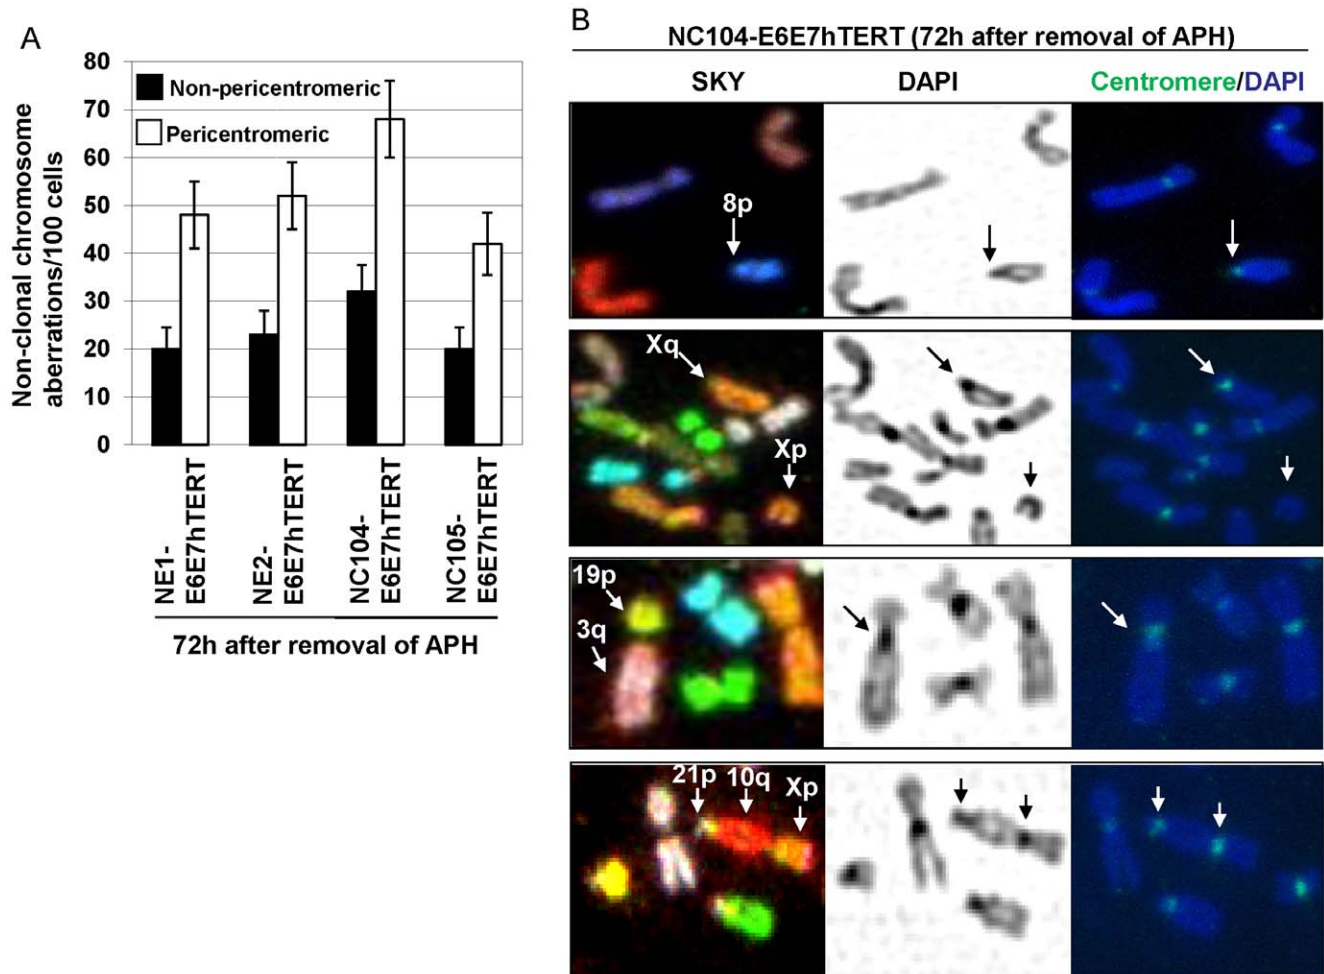 A
Non-clonal chromosome
aberrations/100 cells
80
70
60
50
40
30
20
10
0
Non-pericentromeric
Pericentromeric
NE1-
E6E7hTERT
NE2-
E6E7hTERT
NC104-
E6E7hTERT
NC105-
E6E7hTERT
72h after removal of APH
B
NC104-E6E7hTERT (72h after removal of APH)
SKY DAPI Centromere/DAPI
8p
Xq
Xp
19p
3q
21p 10q Xp